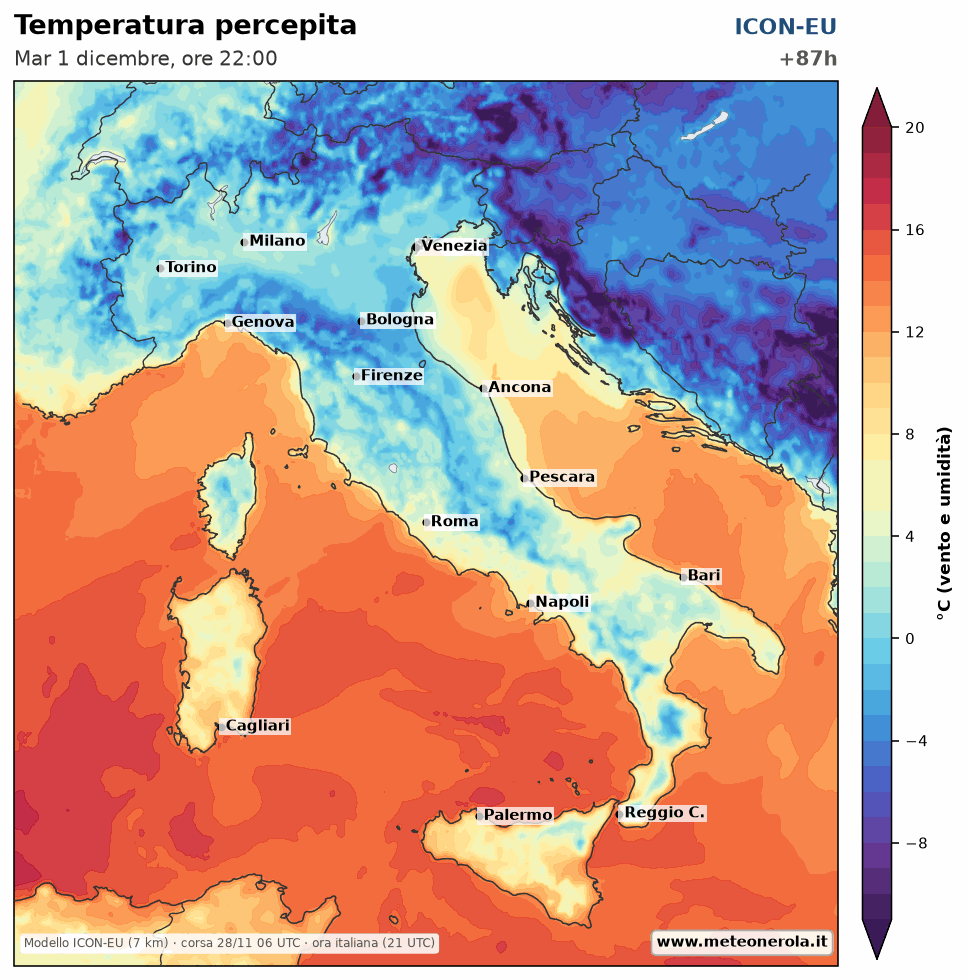 Temperatura percepita
ICON-EU
Mar 1 dicembre, ore 22:00
+87h
20
16
12
8
4
0
−4
−8
°C (vento e umidità)
Milano
Venezia
Torino
Genova
Bologna
Firenze
Ancona
Pescara
Roma
Bari
Napoli
Cagliari
Palermo
Reggio C.
Modello ICON-EU (7 km) · corsa 28/11 06 UTC · ora italiana (21 UTC)
www.meteonerola.it